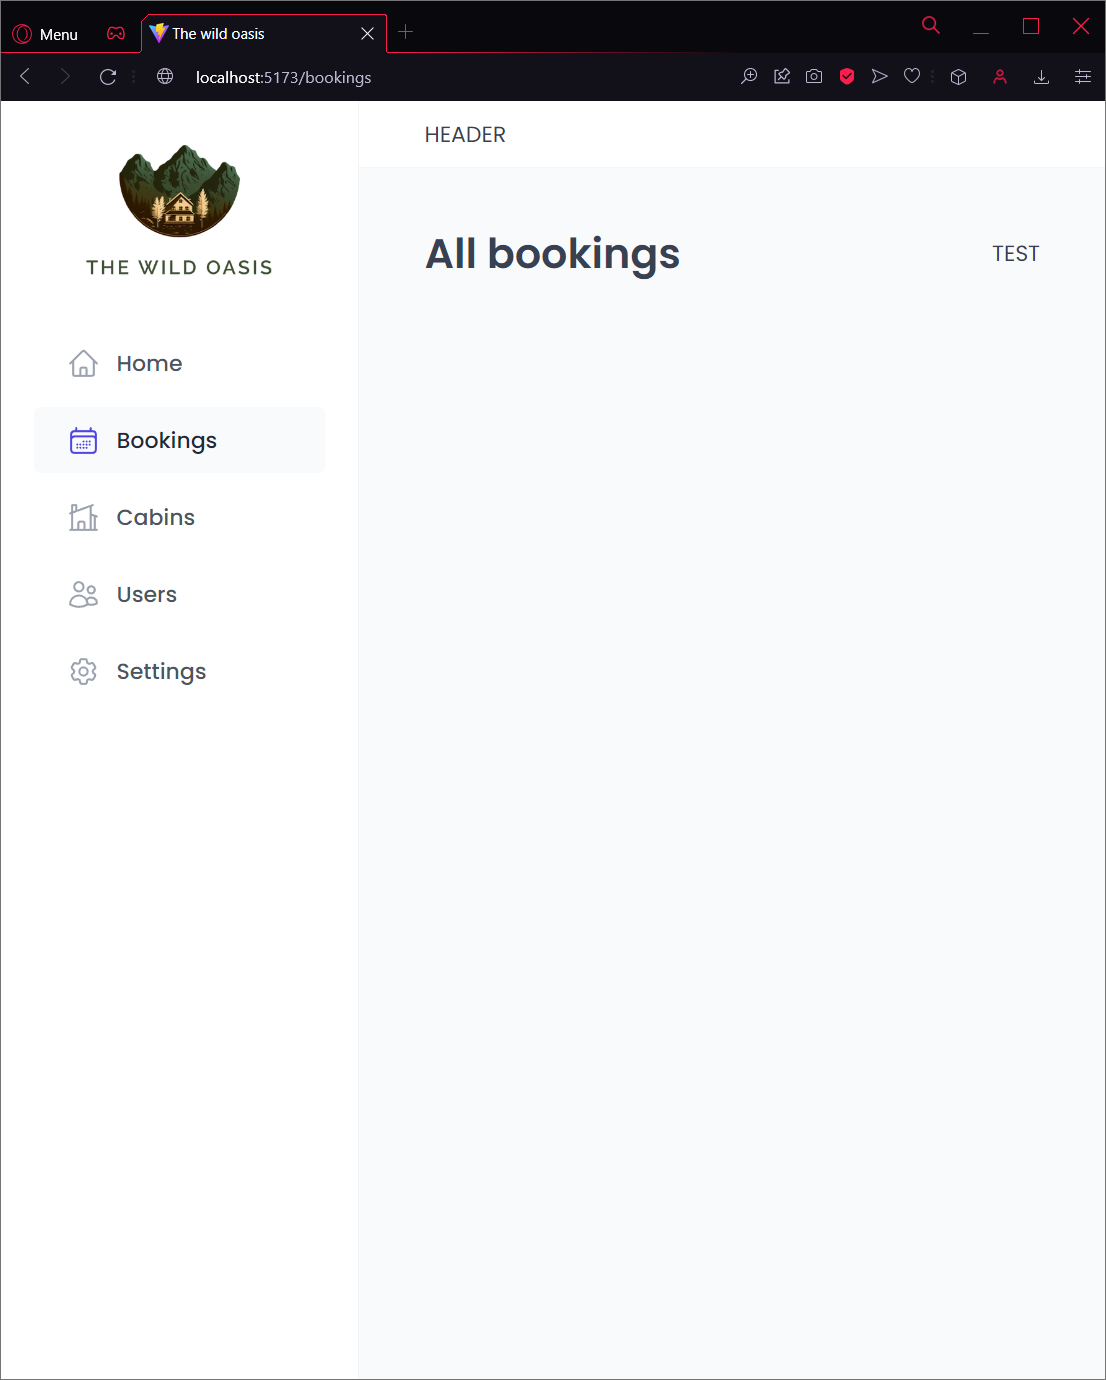 Menu
The wild oasis
localhost:5173/bookings
THE WILD OASIS
Home
Bookings
Cabins
Users
Settings
HEADER
All bookings
TEST